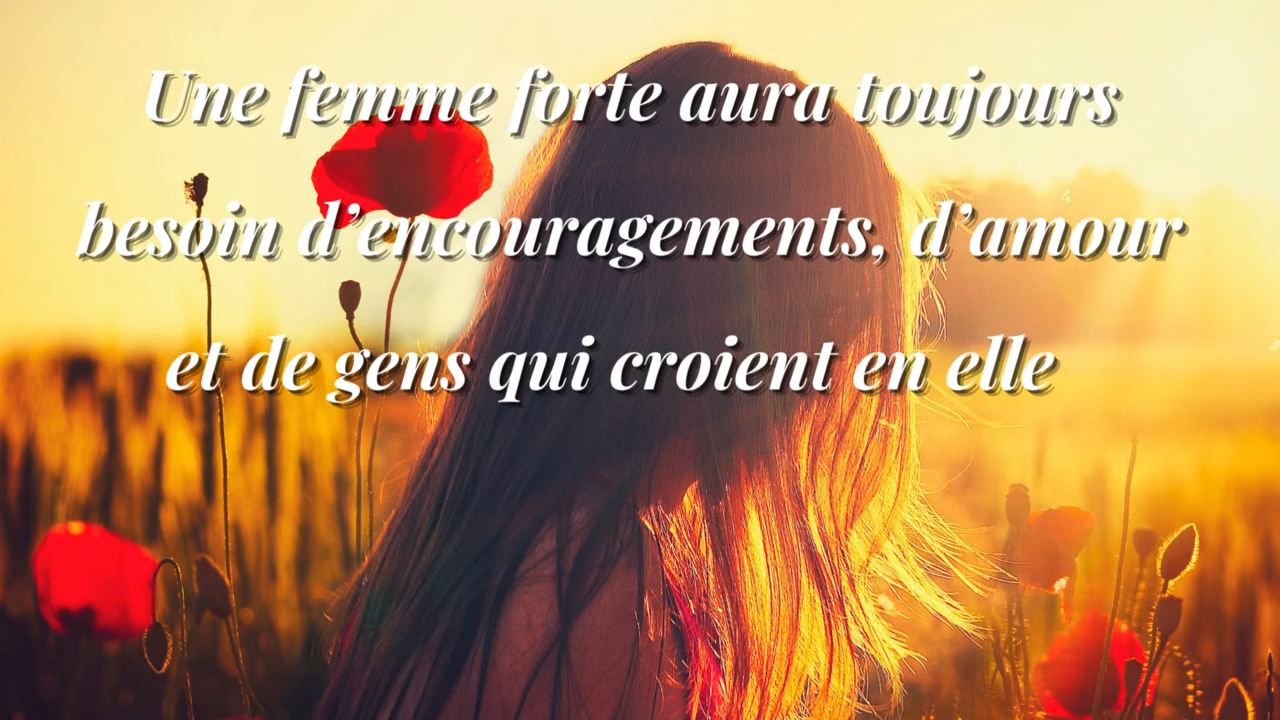 Une femme forte aura toujours
besoin d’encouragements, d’amour
et de gens qui croient en elle